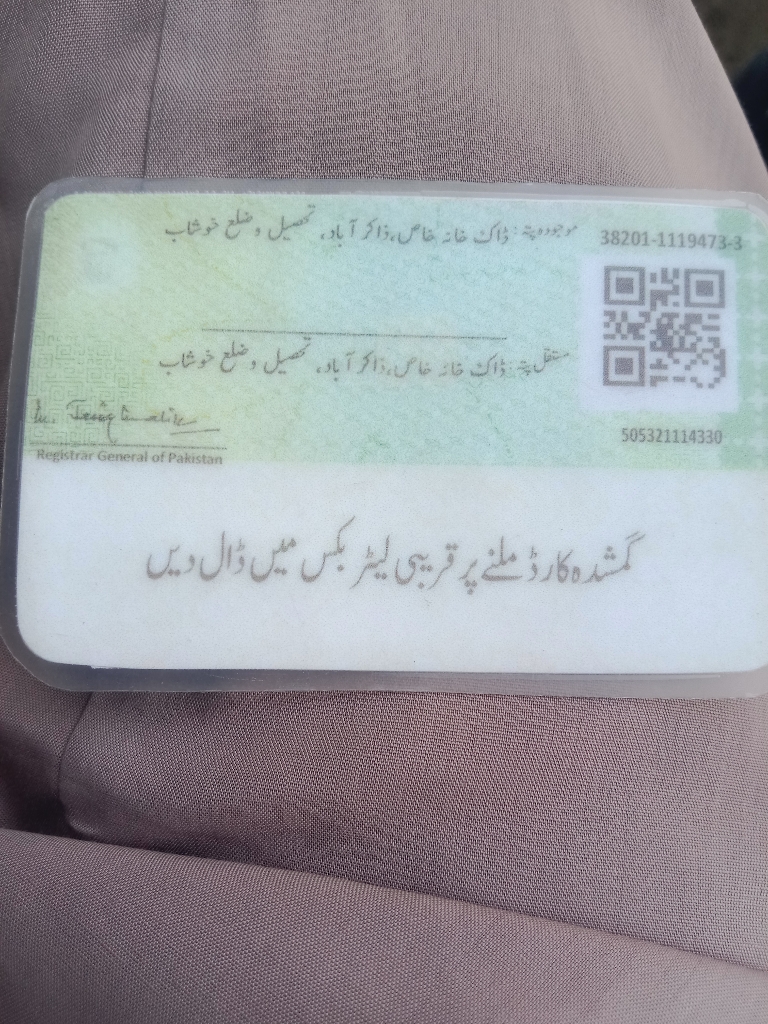 موجودہ پتہ: ڈاک خانہ خاص، ذاکر آباد، تحصیل و ضلع خوشاب
38201-1119473-3
مستقل پتہ: ڈاک خانہ خاص، ذاکر آباد، تحصیل و ضلع خوشاب
505321114330
Registrar General of Pakistan
گمشدہ کارڈ ملنے پر قریبی لیٹر بکس میں ڈال دیں